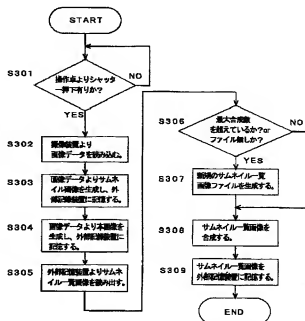 START
S301
操作卓よりシャッタ
ー押下有りか?
NO
YES
S302
撮像装置より
画像データを読み込む。
S303
画像データよりサムネ
イル画像を生成し、外
部記録装置に記憶する。
S304
画像データより本画像を
生成し、外部記録装置に
記憶する。
S305
外部記憶装置よりサムネ
イル一覧画像を読み出す。
S306
最大合成数
を超えているか?or
ファイル無しか?
NO
YES
S307
新規のサムネイル一覧
画像ファイルを生成する。
S308
サムネイル一覧画像を
合成する。
S309
サムネイル一覧画像を
外部記憶装置に記憶する。
END